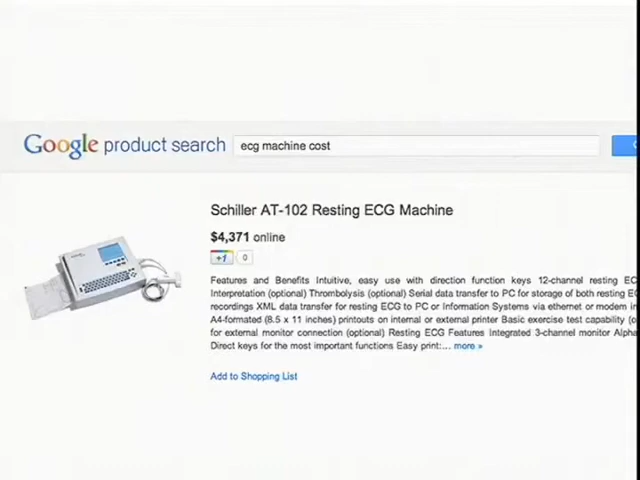 Google product search
ecg machine cost
Schiller AT-102 Resting ECG Machine
$4,371 online
+1 0
Features and Benefits Intuitive, easy use with direction function keys 12-channel resting
Interpretation (optional) Thrombolysis (optional) Serial data transfer to PC for storage of both resting
recordings XML data transfer for resting ECG to PC or Information Systems via ethernet or modem
A4-formated (8.5 x 11 inches) printouts on internal or external printer Basic exercise test capability
for external monitor connection (optional) Resting ECG Features Integrated 3-channel monitor
Direct keys for the most important functions Easy print:... more »
Add to Shopping List